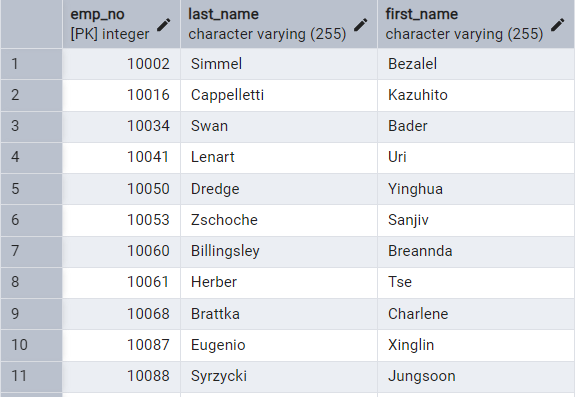 emp_no last_name first_name
[PK] integer character varying (255) character varying (255)
1 10002 Simmel Bezalel
2 10016 Cappelletti Kazuhito
3 10034 Swan Bader
4 10041 Lenart Uri
5 10050 Dredge Yinghua
6 10053 Zschoche Sanjiv
7 10060 Billingsley Breannda
8 10061 Herber Tse
9 10068 Brattka Charlene
10 10087 Eugenio Xinglin
11 10088 Syrzycki Jungsoon